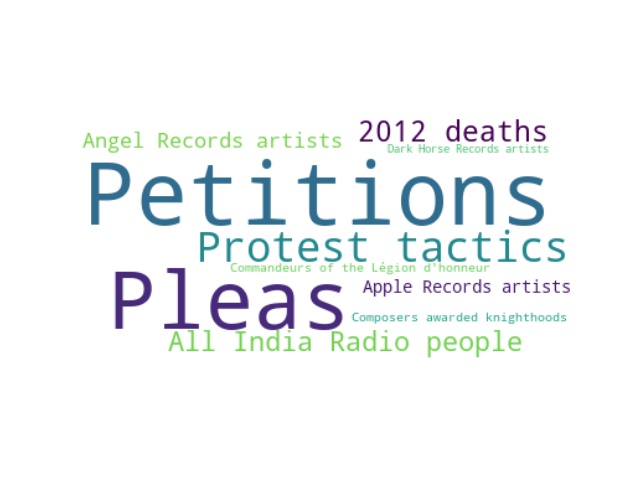 2012 deaths
Angel Records artists
Dark Horse Records artists
Petitions
Protest tactics
Commandeurs of the Légion d'honneur
Pleas
Apple Records artists
Composers awarded knighthoods
All India Radio people